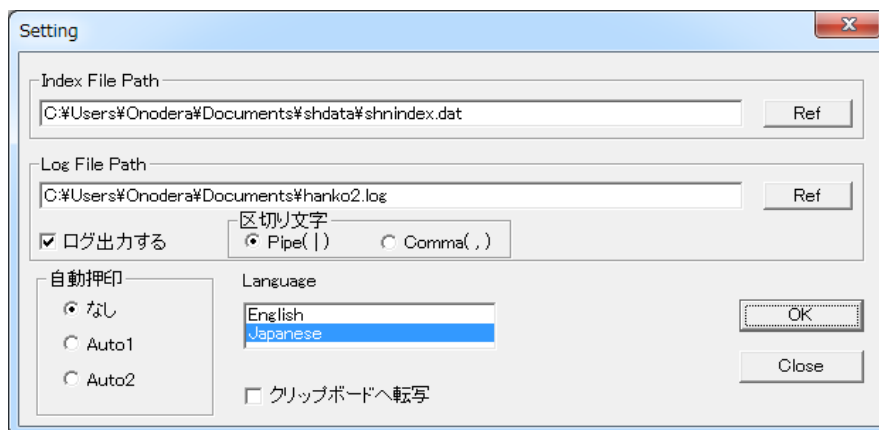 Setting
Index File Path
C:¥Users¥Onodera¥Documents¥shdata¥shnindex.dat
Ref
Log File Path
C:¥Users¥Onodera¥Documents¥hanko2.log
Ref
ログ出力する
区切り文字
Pipe(|)
Comma(,)
自動押印
なし
Auto1
Auto2
Language
English
Japanese
クリップボードへ転写
OK
Close